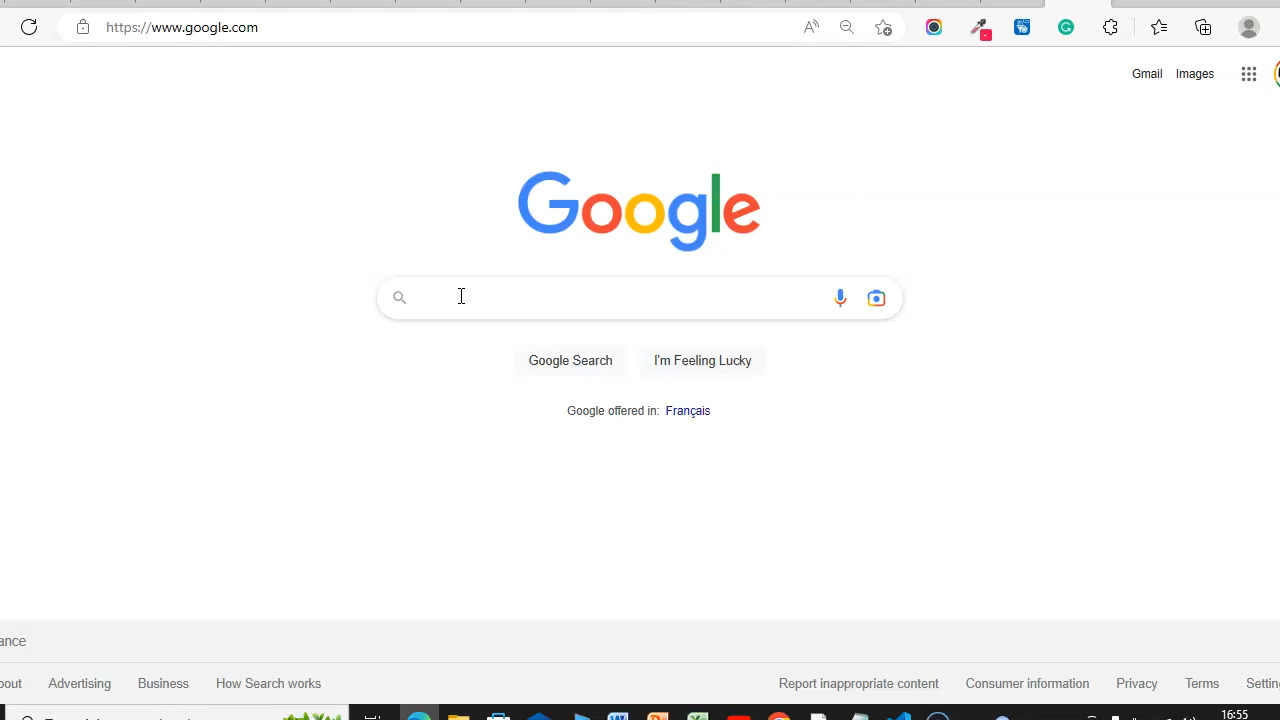 https://www.google.com
Gmail Images
Google
Google Search I'm Feeling Lucky
Google offered in: Français
ance
out Advertising Business How Search works Report inappropriate content Consumer information Privacy Terms Settin
16:55